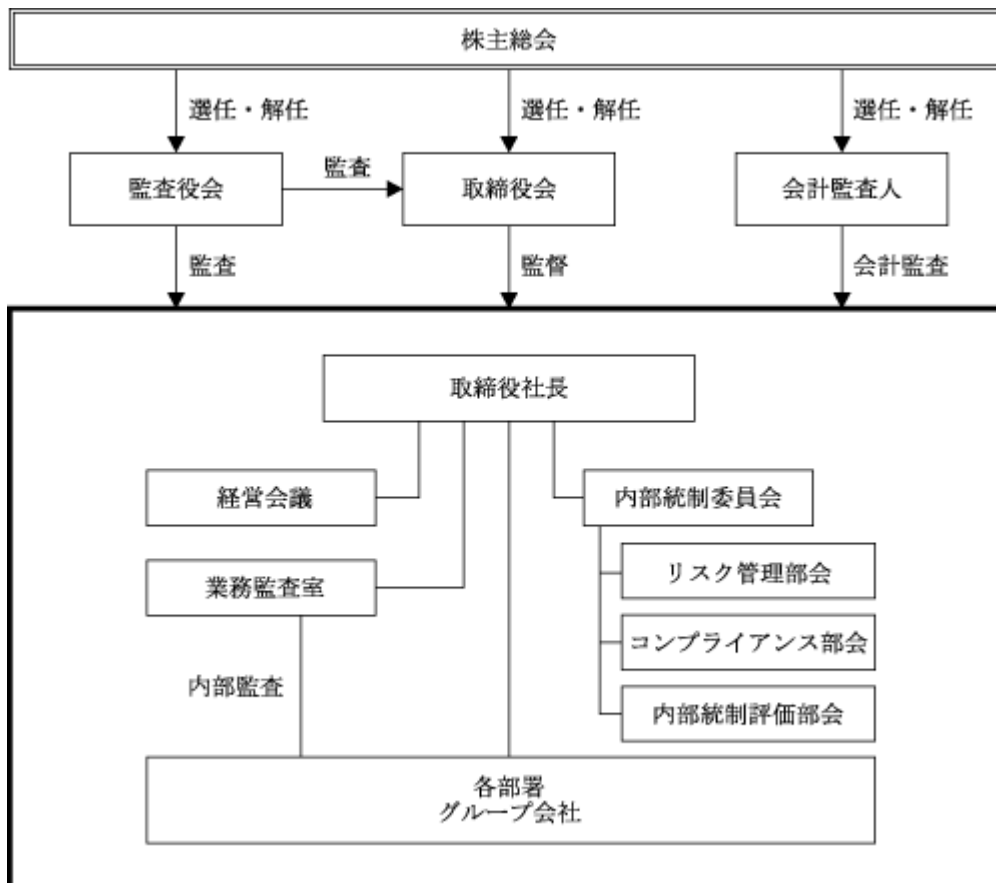 株主総会
選任・解任
選任・解任
選任・解任
監査役会
監査
取締役会
会計監査人
監査
監督
会計監査
取締役社長
経営会議
内部統制委員会
業務監査室
リスク管理部会
コンプライアンス部会
内部監査
内部統制評価部会
各部署
グループ会社